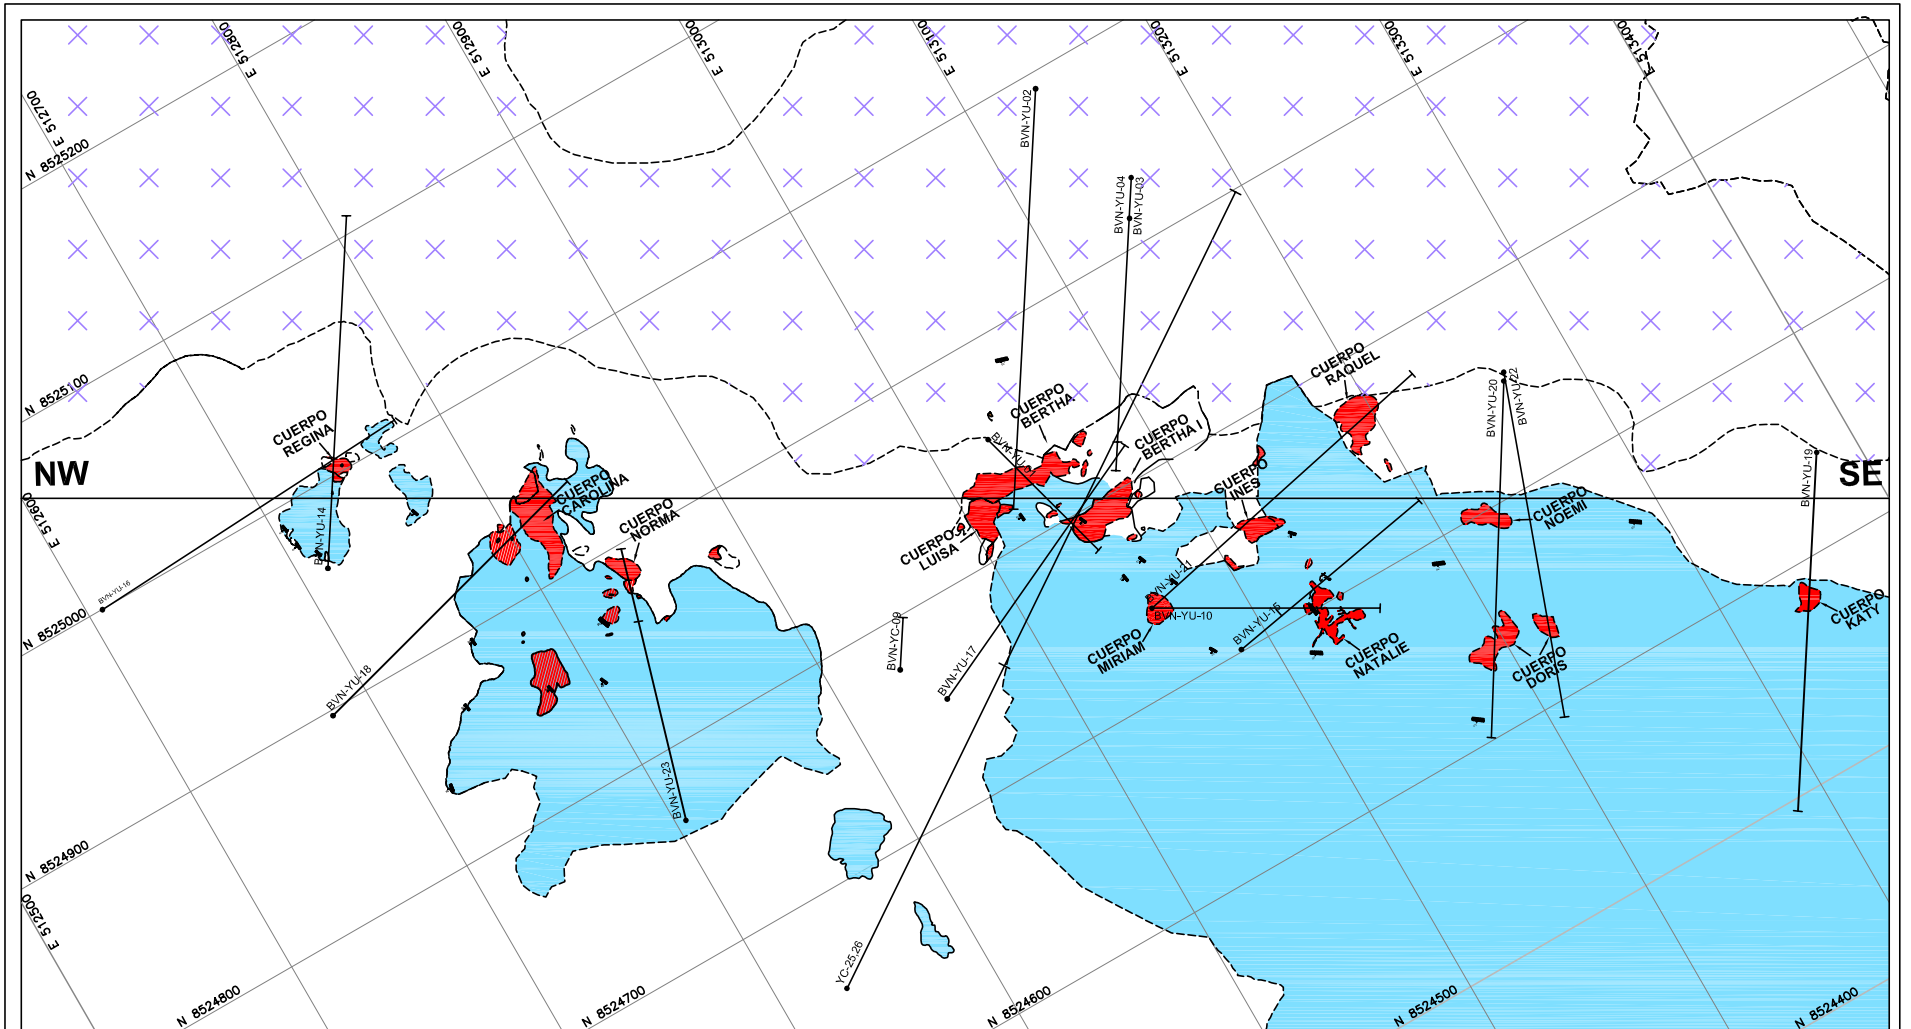 E 512700
E 512800
E 512900
E 513000
E 513100
E 513200
E 513300
E 513400
N 8525200
BVN-YU-02
BVN-YU-04
BVN-YU-03
N 8525100
CUERPO
RAQUEL
CUERPO
REGINA
CUERPO
BERTHA
CUERPO
BERTHA I
BVN-YU-20
BVN-YU-22
BVN-YU-19
NW
SE
CUERPO
CAROLINA
CUERPO
INES
CUERPO
NOEMI
CUERPO
NORMA
CUERPO
LUISA
BVN-YU-14
BVN-YU-16
N 8525000
BVN-YU-21
BVN-YU-10
BVN-YU-15
BVN-YC-09
BVN-YU-17
CUERPO
MIRIAM
CUERPO
NATALIE
CUERPO
DORIS
CUERPO
KATY
BVN-YU-18
BVN-YU-23
N 8524900
E 512500
YC-25,26
N 8524800
N 8524700
N 8524600
N 8524500
N 8524400